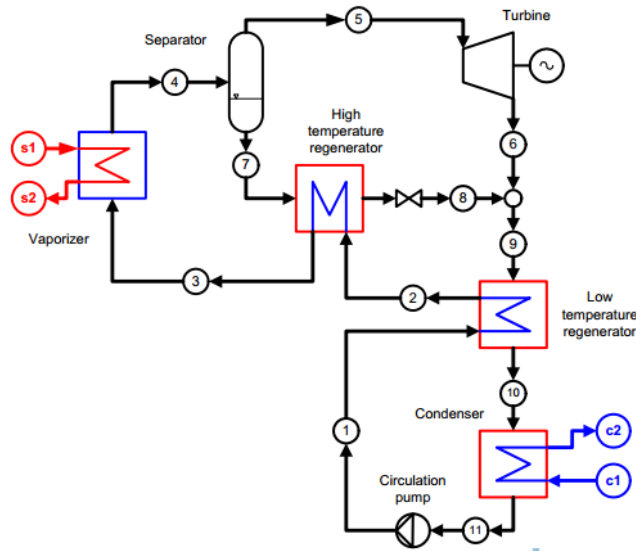 Turbine
Separator
5
4
High
temperature
regenerator
s1
7
6
s2
8
Vaporizer
9
3
2
Low
temperature
regenerator
10
Condenser
1
c2
Circulation
pump
c1
11